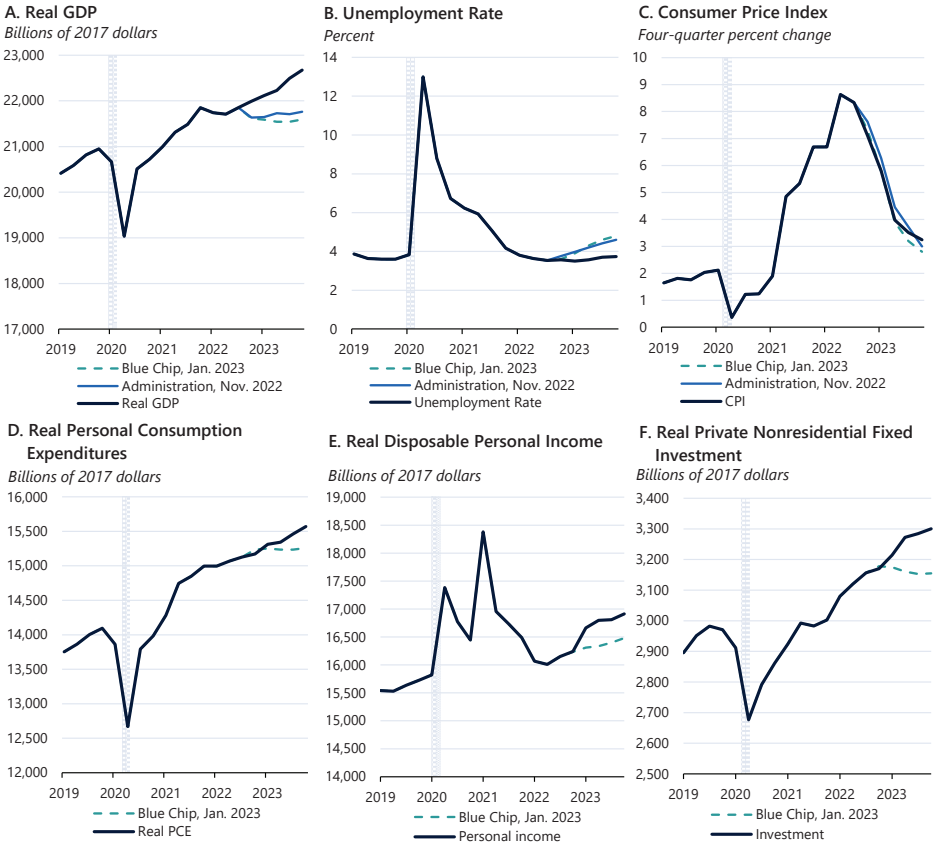 A. Real GDP
Billions of 2017 dollars
23,000
22,000
21,000
20,000
19,000
18,000
17,000
2019 2020 2021 2022 2023
Blue Chip, Jan. 2023
Administration, Nov. 2022
Real GDP
B. Unemployment Rate
Percent
14
12
10
8
6
4
2
0
2019 2020 2021 2022 2023
Blue Chip, Jan. 2023
Administration, Nov. 2022
Unemployment Rate
C. Consumer Price Index
Four-quarter percent change
10
9
8
7
6
5
4
3
2
1
0
2019 2020 2021 2022 2023
Blue Chip, Jan. 2023
Administration, Nov. 2022
CPI
D. Real Personal Consumption
Expenditures
Billions of 2017 dollars
16,000
15,500
15,000
14,500
14,000
13,500
13,000
12,500
12,000
2019 2020 2021 2022 2023
Blue Chip, Jan. 2023
Real PCE
E. Real Disposable Personal Income
Billions of 2017 dollars
19,000
18,500
18,000
17,500
17,000
16,500
16,000
15,500
15,000
14,500
14,000
2019 2020 2021 2022 2023
Blue Chip, Jan. 2023
Personal income
F. Real Private Nonresidential Fixed
Investment
Billions of 2017 dollars
3,400
3,300
3,200
3,100
3,000
2,900
2,800
2,700
2,600
2,500
2019 2020 2021 2022 2023
Blue Chip, Jan. 2023
Investment